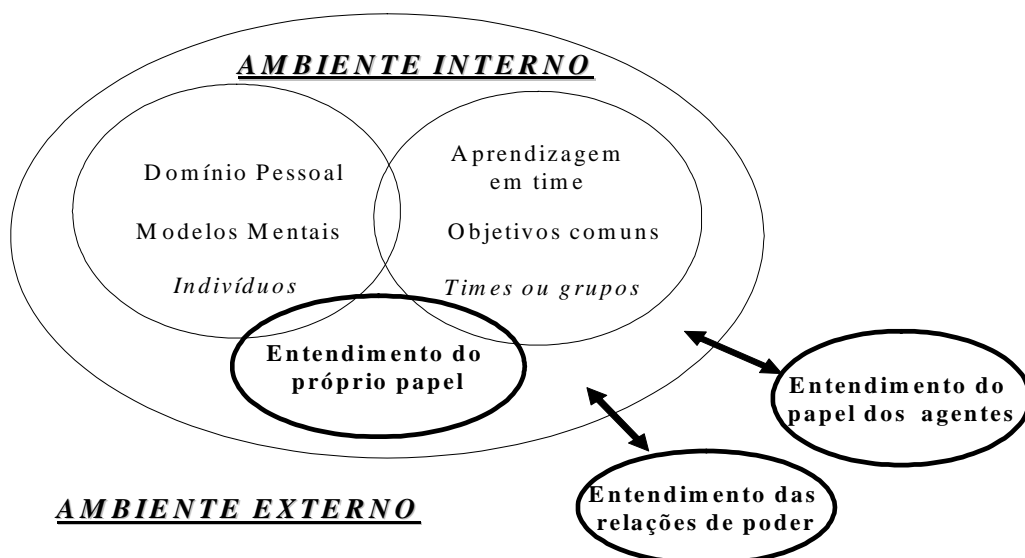 AMBIENTE INTERNO
Domínio Pessoal
Modelos Mentais
Indivíduos
Aprendizagem
em time
Objetivos comuns
Times ou grupos
Entendimento do
próprio papel
Entendimento do
papel dos agentes
Entendimento das
relações de poder
AMBIENTE EXTERNO